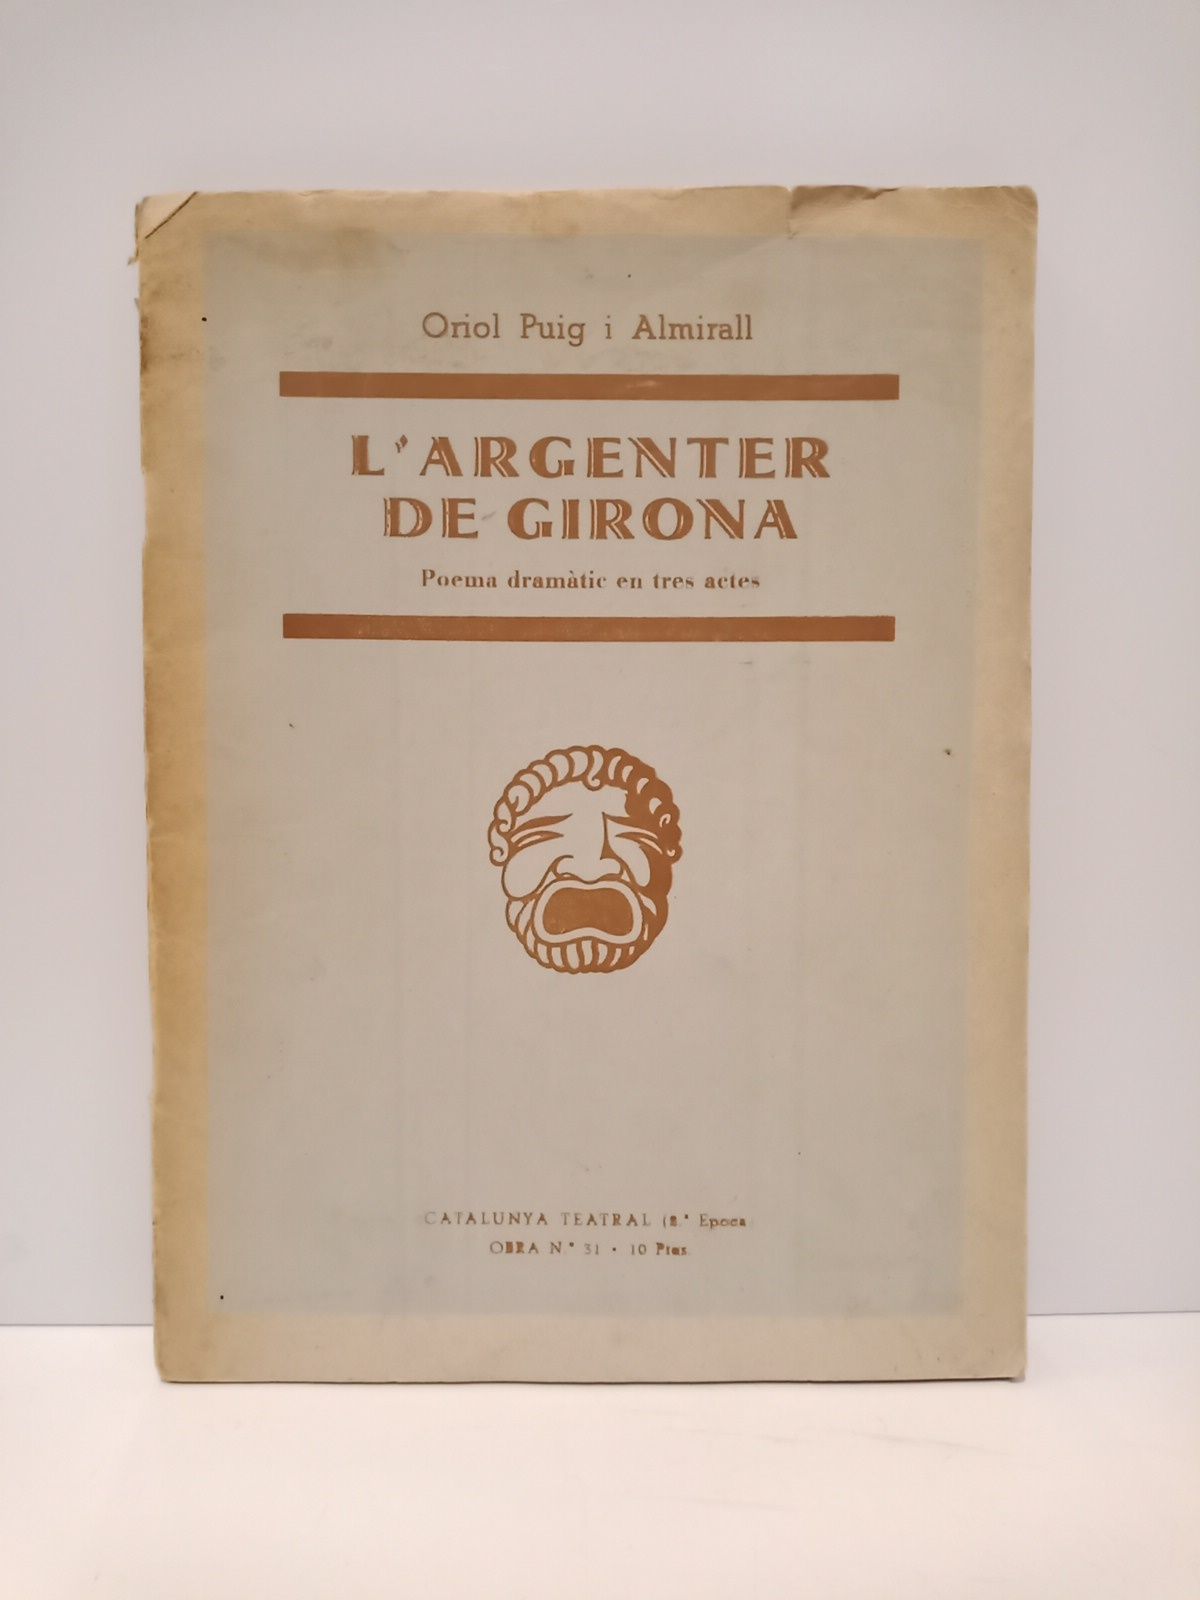 Oriol Puig i Almirall
L'ARGENTER
DE GIRONA
Poema dramàtic en tres actes
CATALUNYA TEATRAL (2.ª Epoca
OBRA N.º 31 • 10 Ptas.